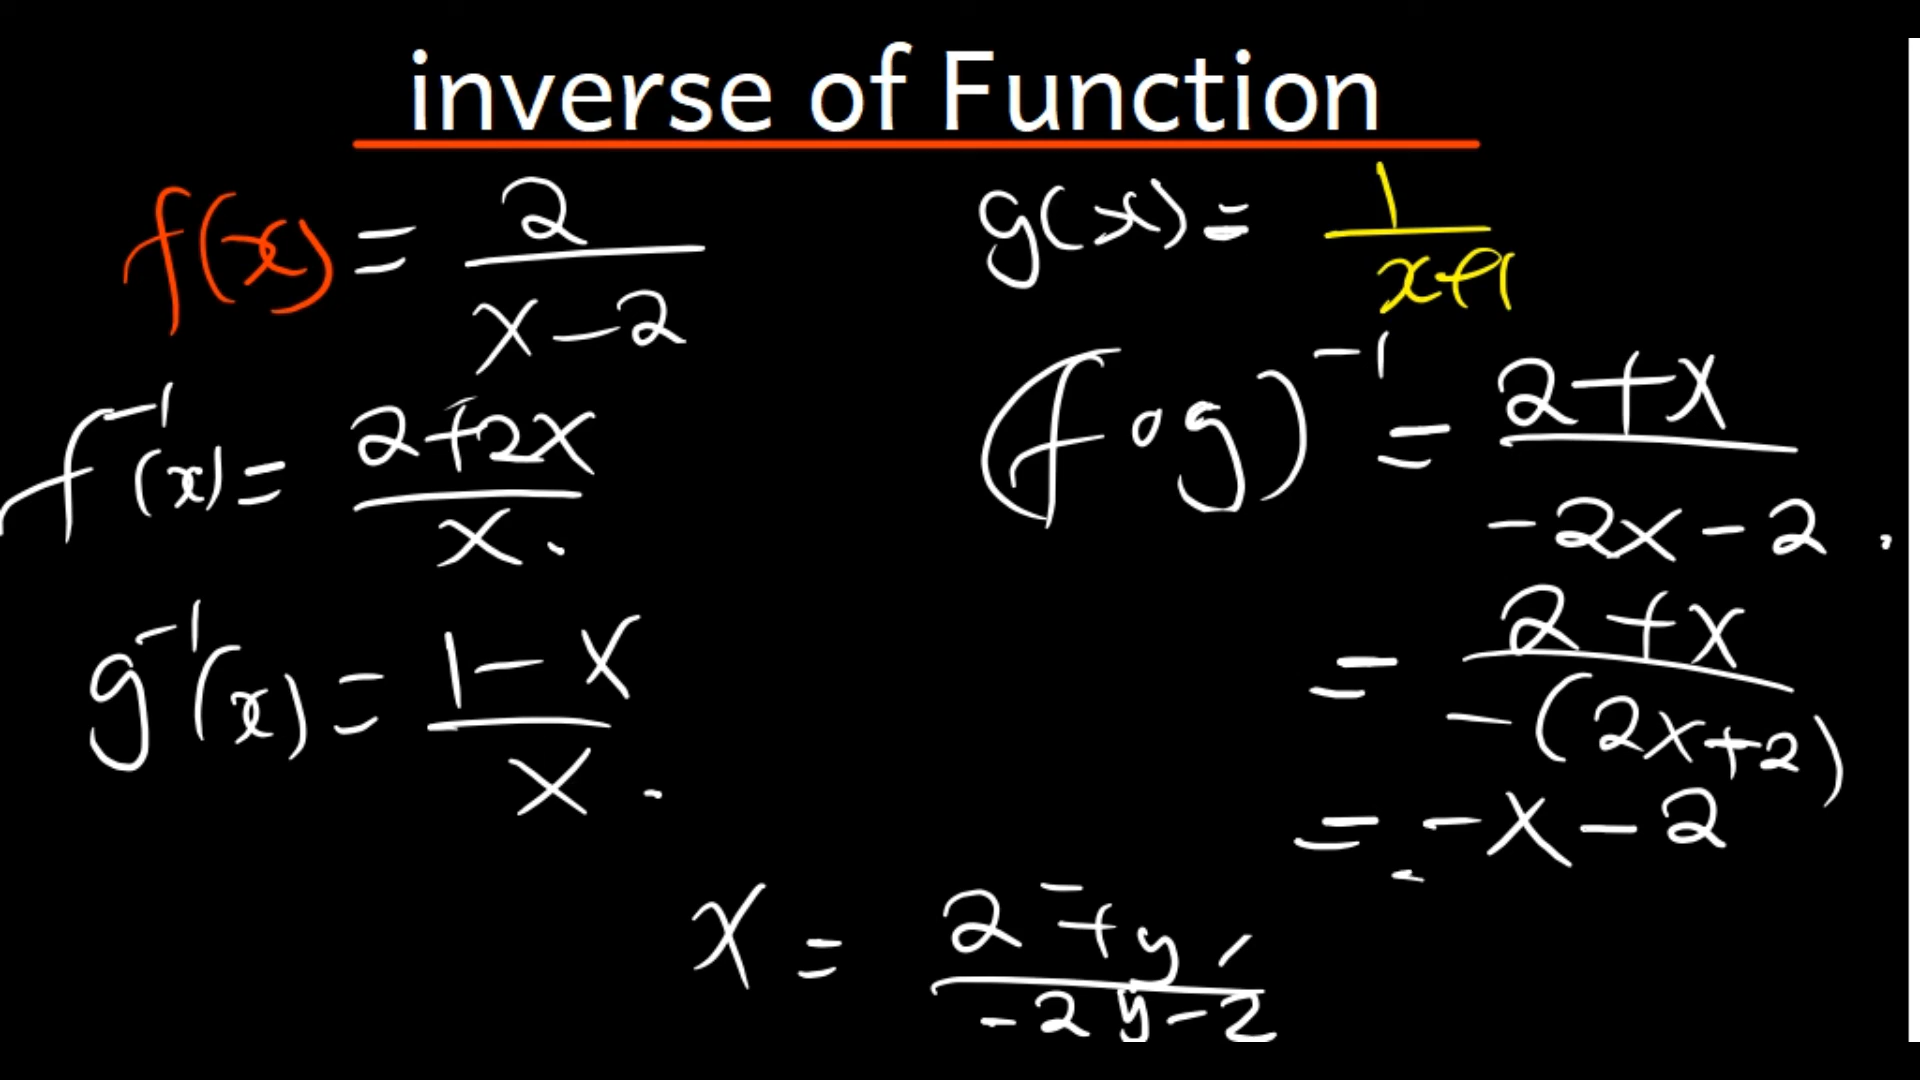 inverse of Function
f(x) = 2/(x-2)
g(x) = 1/(x+1)
f⁻¹(x) = (2+2x)/x.
g⁻¹(x) = (1-x)/x.
(fog)⁻¹ = (2+x)/(-2x-2).
= (2+x)/(-(2x+2))
= -x-2
x = (2+y)/(-2y-2)